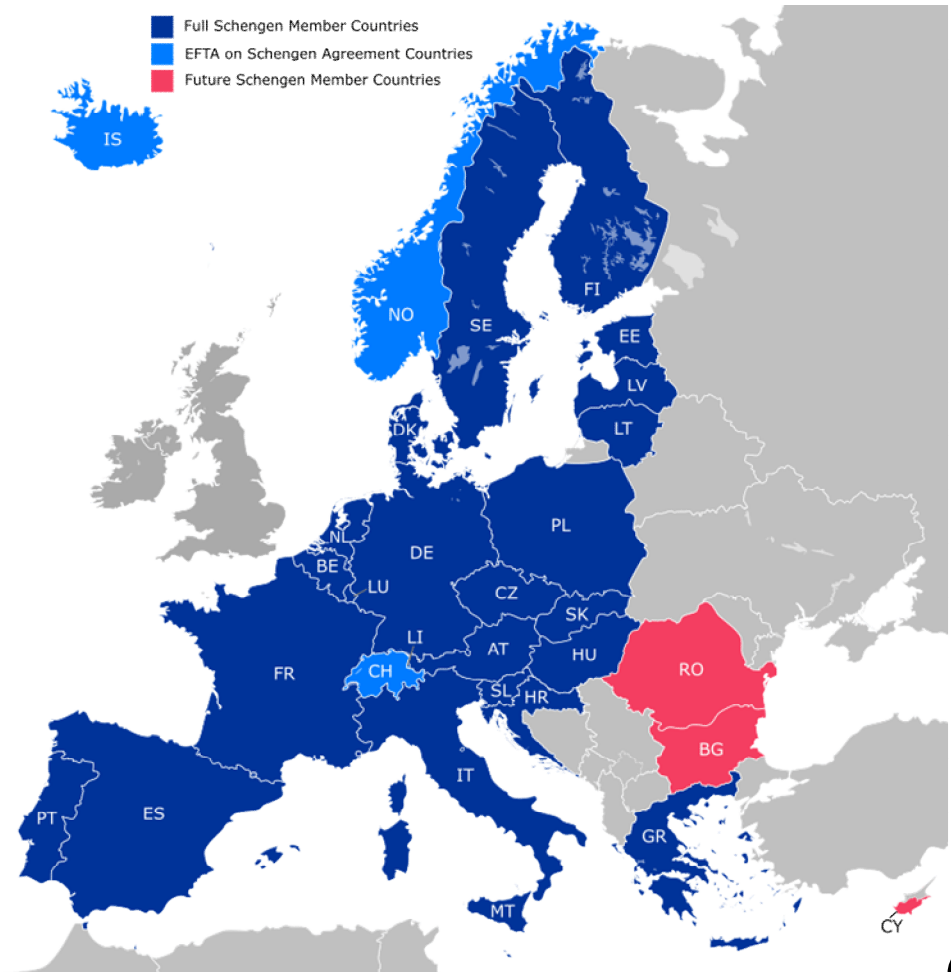 Full Schengen Member Countries
EFTA on Schengen Agreement Countries
Future Schengen Member Countries
IS
NO
SE
FI
EE
LV
LT
DK
NL
BE
LU
DE
PL
CZ
SK
LI
AT
HU
FR
CH
SL
HR
RO
BG
IT
PT
ES
GR
MT
CY